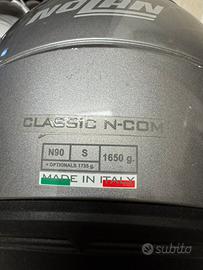 NOLAN
CLASSIC N-COM
N90 S 1650 g.
+ OPTIONALS 1735 g.
MADE IN ITALY
subito